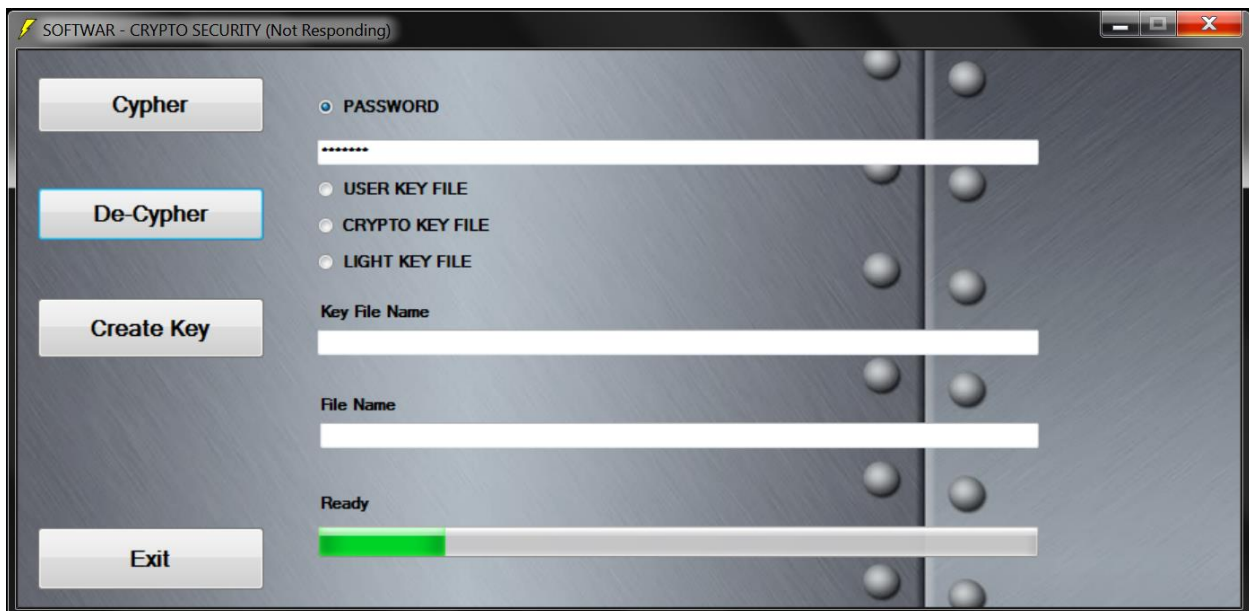 SOFTWAR - CRYPTO SECURITY (Not Responding)
Cypher
PASSWORD
*******
USER KEY FILE
De-Cypher
CRYPTO KEY FILE
LIGHT KEY FILE
Key File Name
Create Key
File Name
Ready
Exit